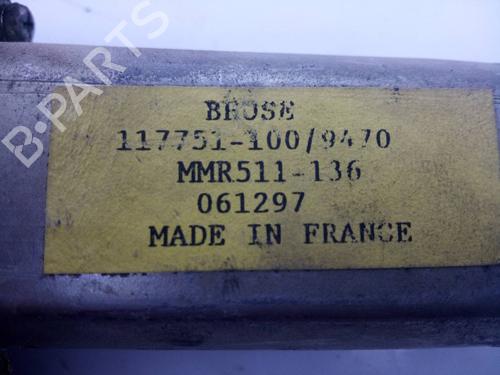 B-PARTS
BROSE
117751-100/9470
MMR511-136
061297
MADE IN FRANCE